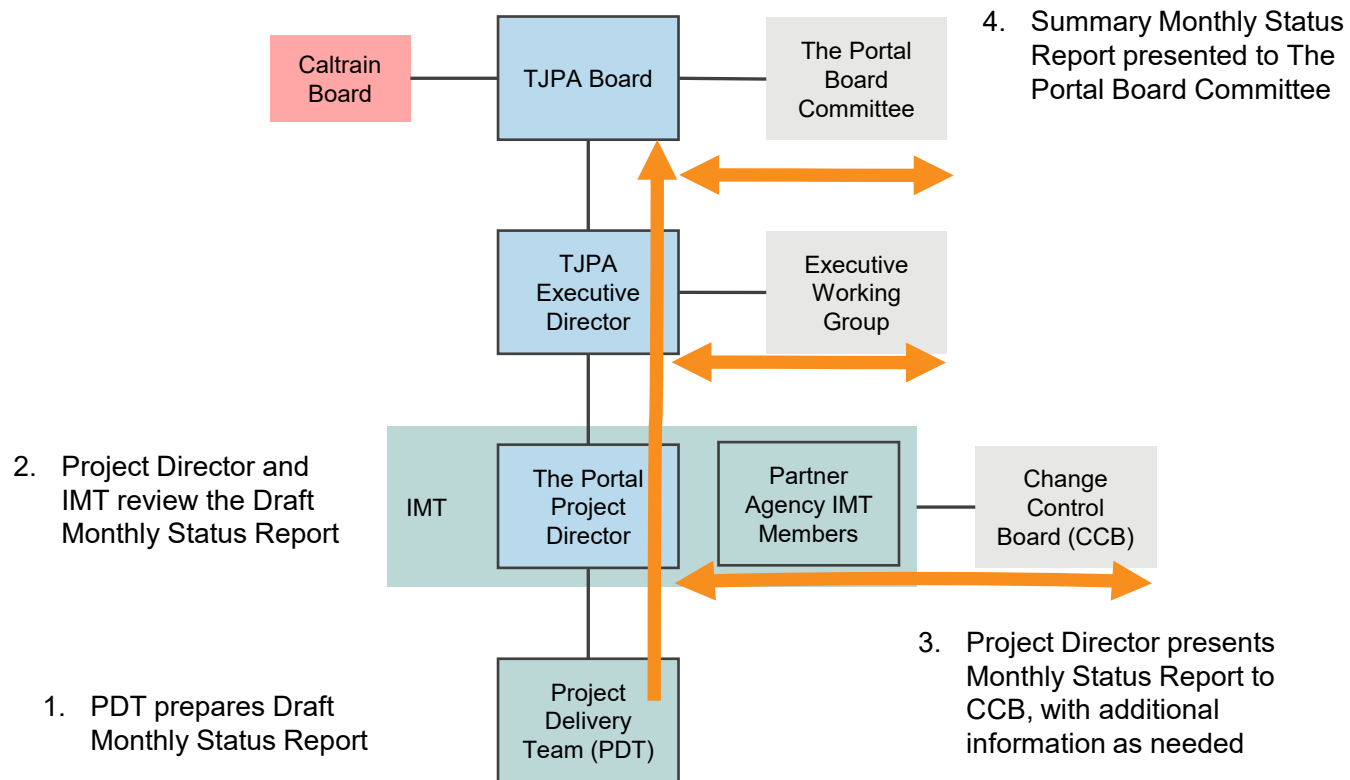 Caltrain
Board
TJPA Board
The Portal
Board
Committee
4. Summary Monthly Status
Report presented to The
Portal Board Committee
TJPA
Executive
Director
Executive
Working
Group
2. Project Director and
IMT review the Draft
Monthly Status Report
IMT
The Portal
Project
Director
Partner
Agency IMT
Members
Change
Control
Board (CCB)
1. PDT prepares Draft
Monthly Status Report
Project
Delivery
Team (PDT)
3. Project Director presents
Monthly Status Report to
CCB, with additional
information as needed